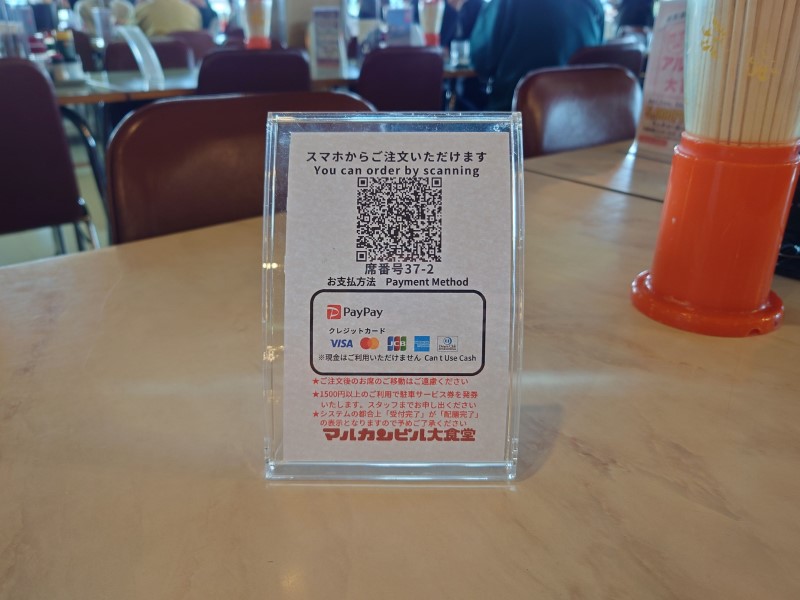 スマホからご注文いただけます
You can order by scanning
席番号37-2
お支払方法 Payment Method
PayPay
クレジットカード
VISA JCB
※現金はご利用いただけません Can t Use Cash
★ご注文後のお席のご移動はご遠慮ください
★1500円以上のご利用で駐車サービス券を発券
いたします。スタッフまでお申し出ください
★システムの都合上「受付完了」が「配膳完了」
の表示となりますので予めご了承ください
マルカンビル大食堂